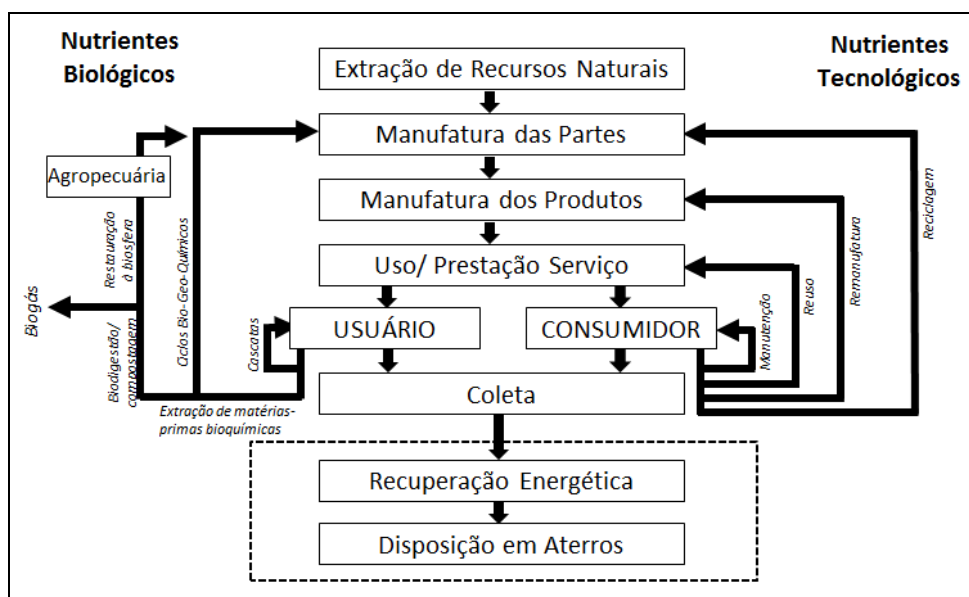 Nutrientes
Biológicos
Nutrientes
Tecnológicos
Extração de Recursos Naturais
Manufatura das Partes
Agropecuária
Manufatura dos Produtos
Restauração
à biosfera
Ciclos Bio-Geo-Químicos
Reciclagem
Remanufatura
Uso/ Prestação Serviço
Reuso
Biogás
USUÁRIO
CONSUMIDOR
Cascatas
Manutenção
Biodigestão/
compostagem
Coleta
Extração de matérias-
primas bioquímicas
Recuperação Energética
Disposição em Aterros